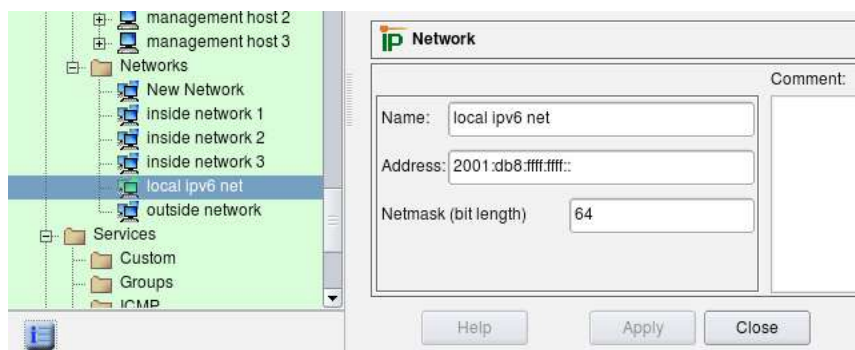 management host 2
management host 3
Networks
New Network
inside network 1
inside network 2
inside network 3
local ipv6 net
outside network
Services
Custom
Groups
ICMP
i
IP Network
Comment:
Name: local ipv6 net
Address: 2001:db8:ffff:ffff::
Netmask (bit length) 64
Help Apply Close